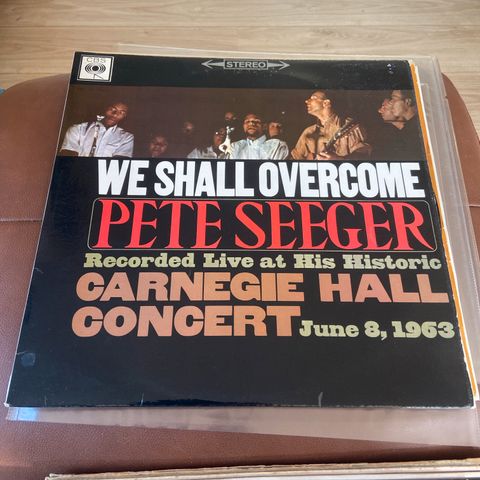 CBS
STEREO
WE SHALL OVERCOME
PETE SEEGER
Recorded Live at His Historic
CARNEGIE HALL
CONCERT June 8, 1963